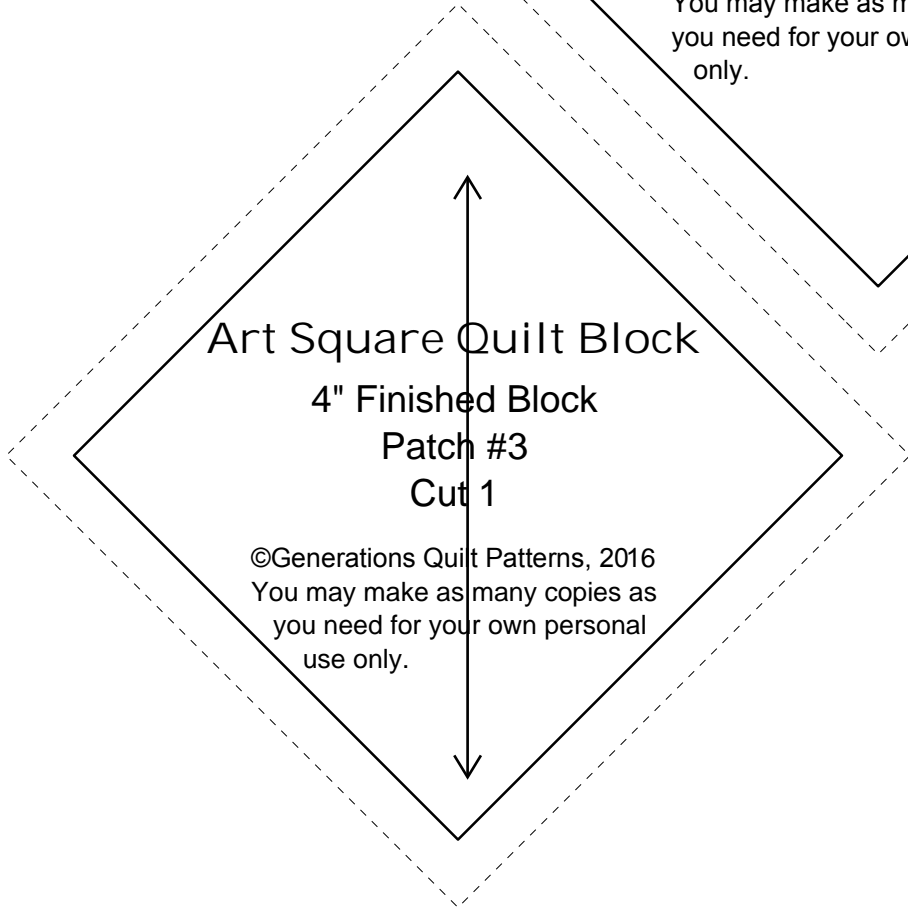 You may make as m
you need for your ow
only.
Art Square Quilt Block
4" Finished Block
Patch #3
Cut 1
©Generations Quilt Patterns, 2016
You may make as many copies as
you need for your own personal
use only.